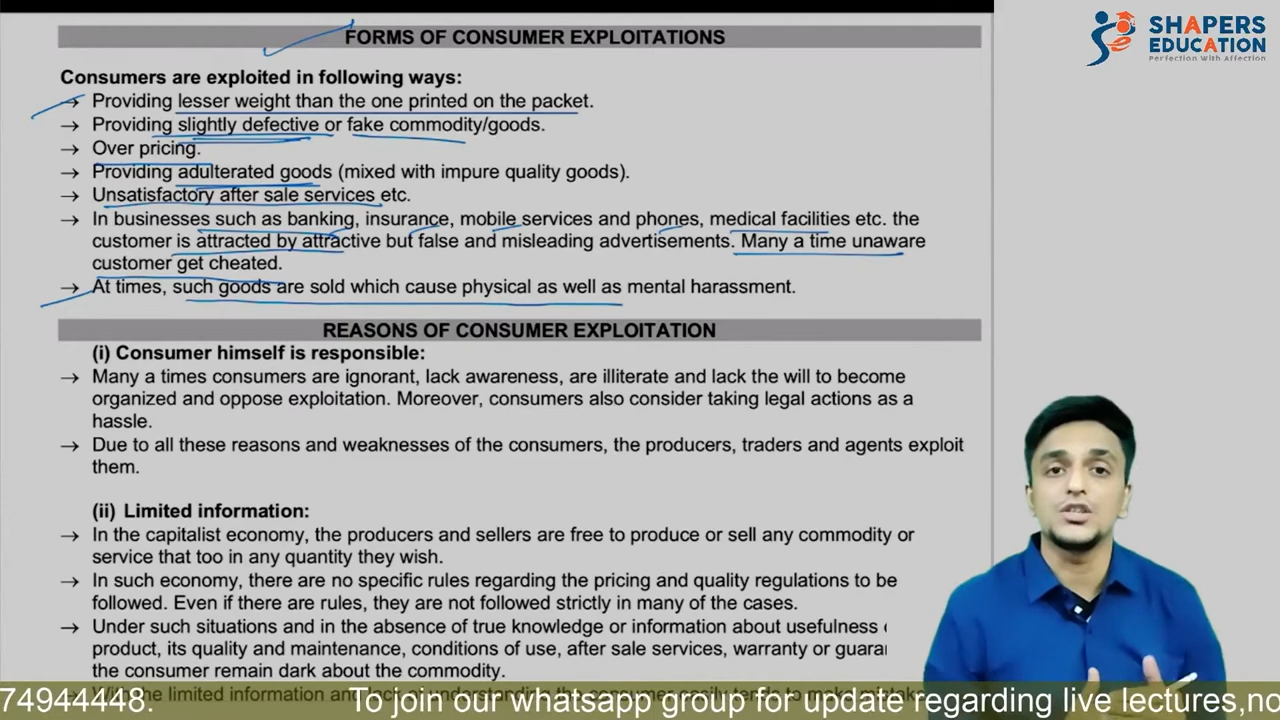 SHAPERS
EDUCATION
Perfection With Affection
FORMS OF CONSUMER EXPLOITATIONS
Consumers are exploited in following ways:
→ Providing lesser weight than the one printed on the packet.
→ Providing slightly defective or fake commodity/goods.
→ Over pricing.
→ Providing adulterated goods (mixed with impure quality goods).
→ Unsatisfactory after sale services etc.
→ In businesses such as banking, insurance, mobile services and phones, medical facilities etc. the
customer is attracted by attractive but false and misleading advertisements. Many a time unaware
customer get cheated.
→ At times, such goods are sold which cause physical as well as mental harassment.
REASONS OF CONSUMER EXPLOITATION
(i) Consumer himself is responsible:
→ Many a times consumers are ignorant, lack awareness, are illiterate and lack the will to become
organized and oppose exploitation. Moreover, consumers also consider taking legal actions as a
hassle.
→ Due to all these reasons and weaknesses of the consumers, the producers, traders and agents exploit
them.
(ii) Limited information:
→ In the capitalist economy, the producers and sellers are free to produce or sell any commodity or
service that too in any quantity they wish.
→ In such economy, there are no specific rules regarding the pricing and quality regulations to be
followed. Even if there are rules, they are not followed strictly in many of the cases.
→ Under such situations and in the absence of true knowledge or information about usefulness
product, its quality and maintenance, conditions of use, after sale services, warranty or guaran
the consumer remain dark about the commodity.
74944448. To join our whatsapp group for update regarding live lectures,no